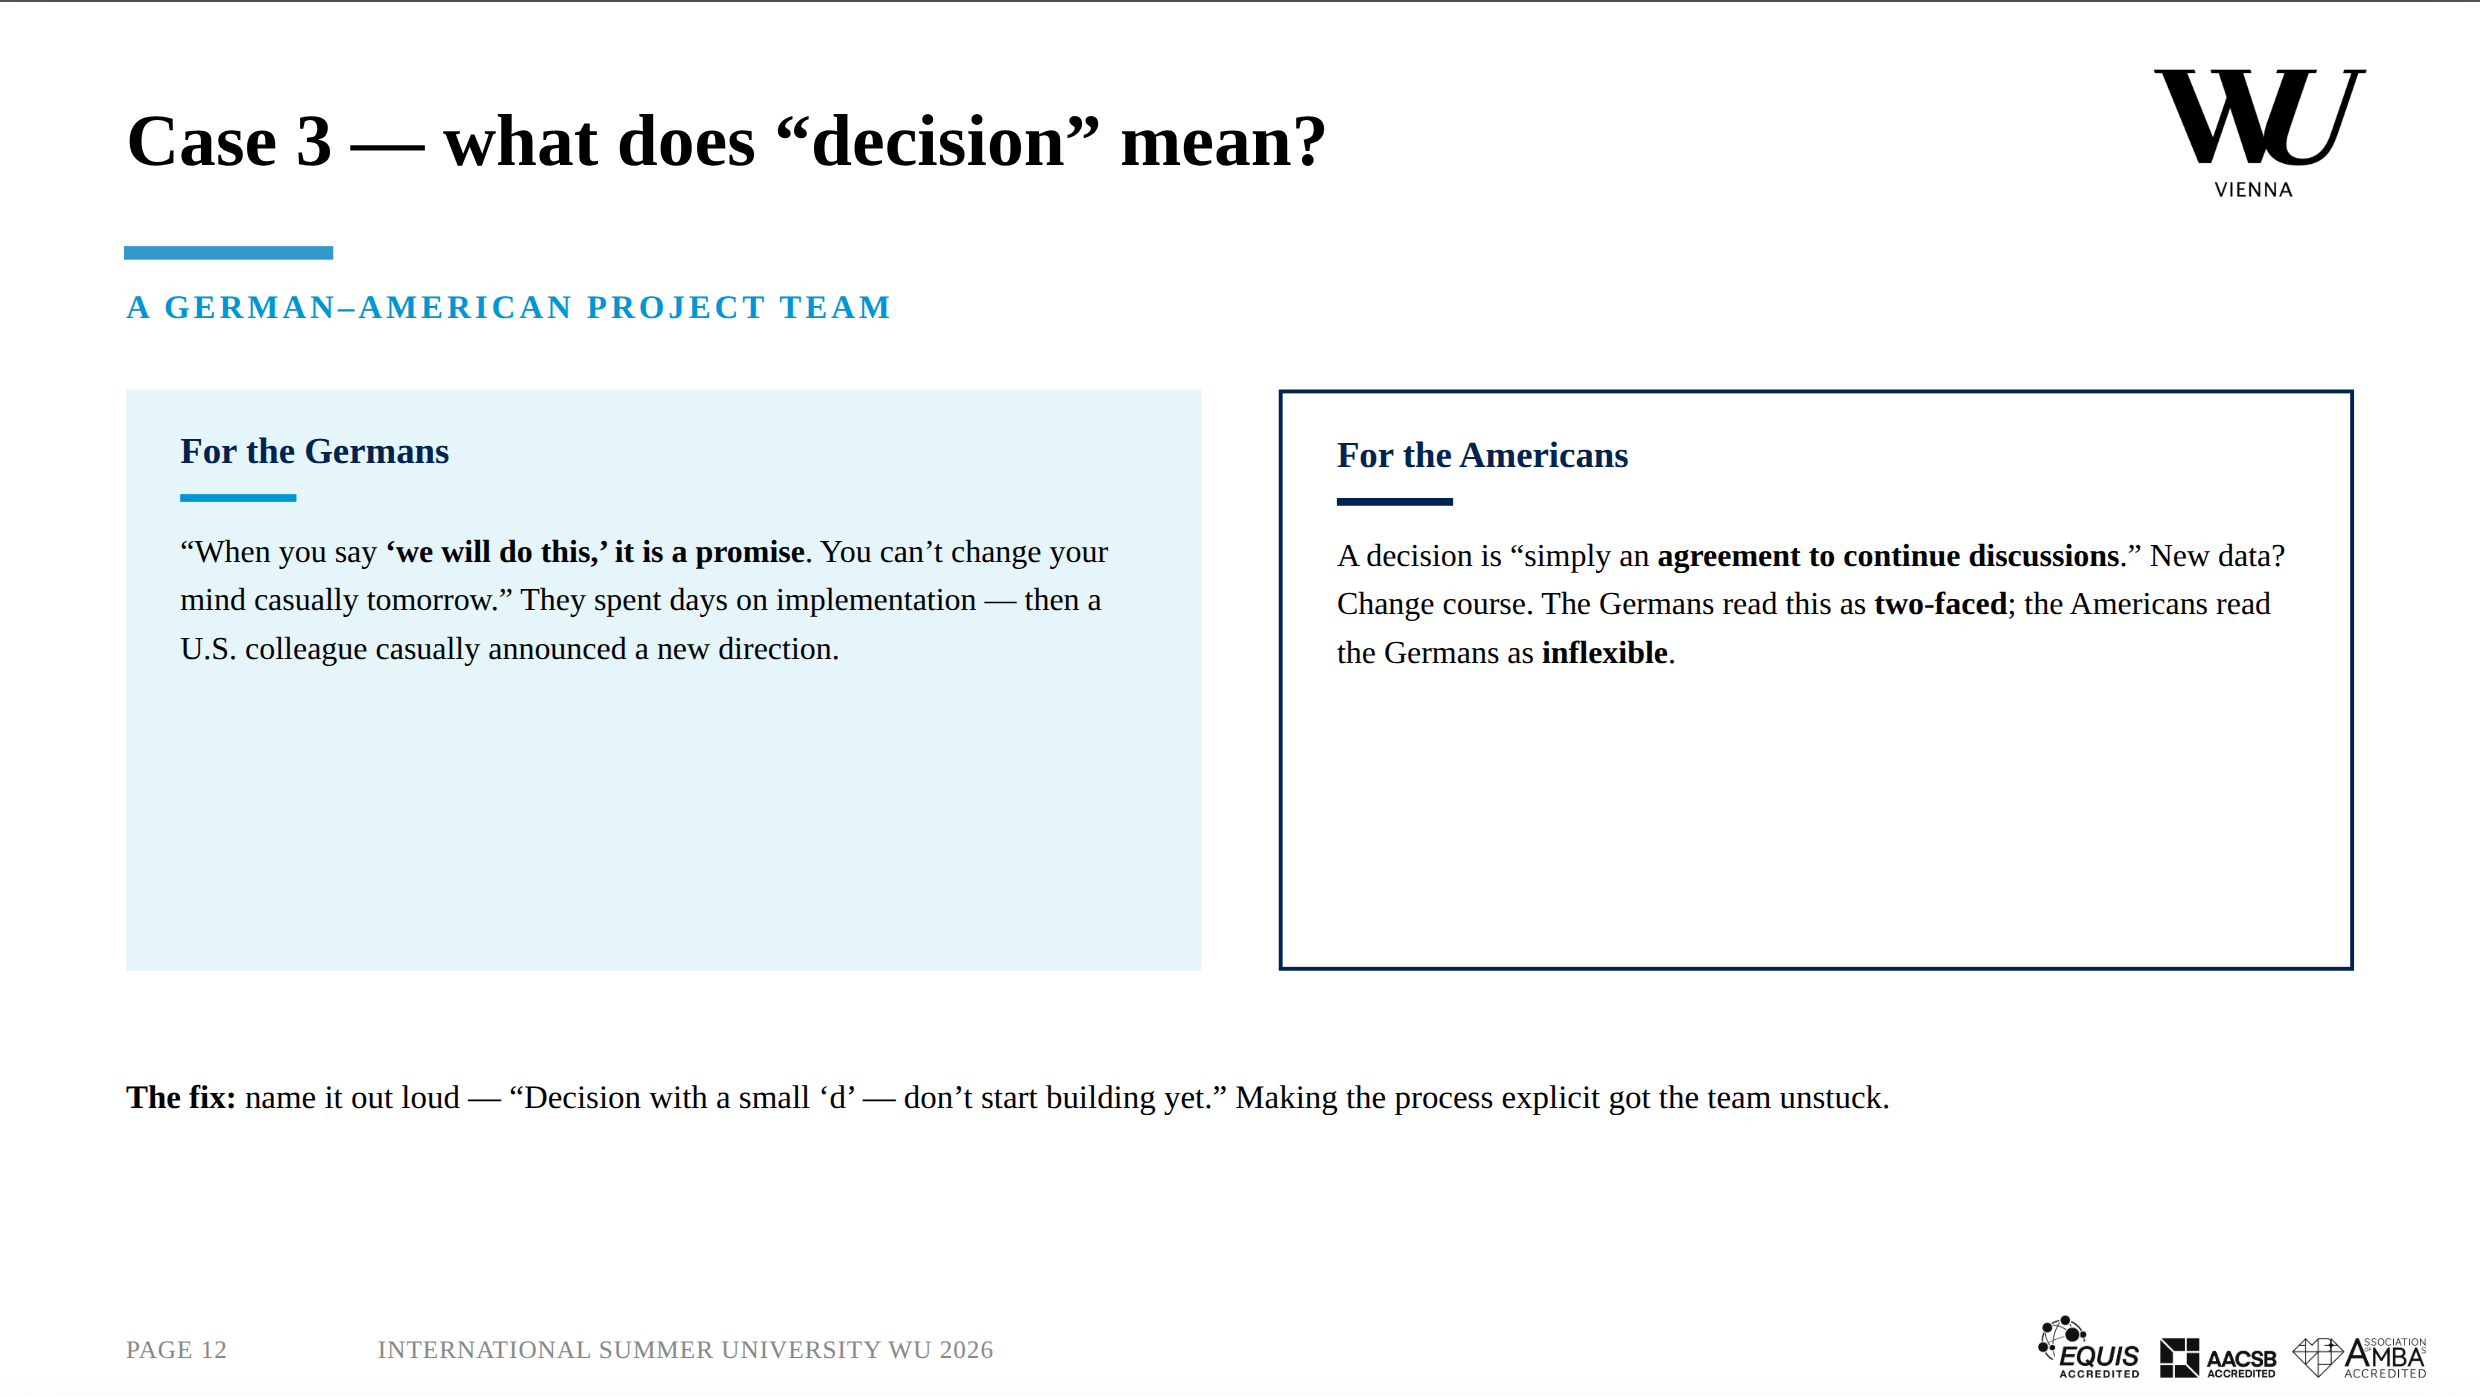 Case 3 — what does “decision” mean?
WU
VIENNA
A GERMAN–AMERICAN PROJECT TEAM
For the Germans
“When you say ‘we will do this,’ it is a promise. You can’t change your
mind casually tomorrow.” They spent days on implementation — then a
U.S. colleague casually announced a new direction.
For the Americans
A decision is “simply an agreement to continue discussions.” New data?
Change course. The Germans read this as two-faced; the Americans read
the Germans as inflexible.
The fix: name it out loud — “Decision with a small ‘d’ — don’t start building yet.” Making the process explicit got the team unstuck.
PAGE 12
INTERNATIONAL SUMMER UNIVERSITY WU 2026
EQUIS
ACCREDITED
AACSB
ACCREDITED
ASSOCIATION
OF
AMBAS
ACCREDITED